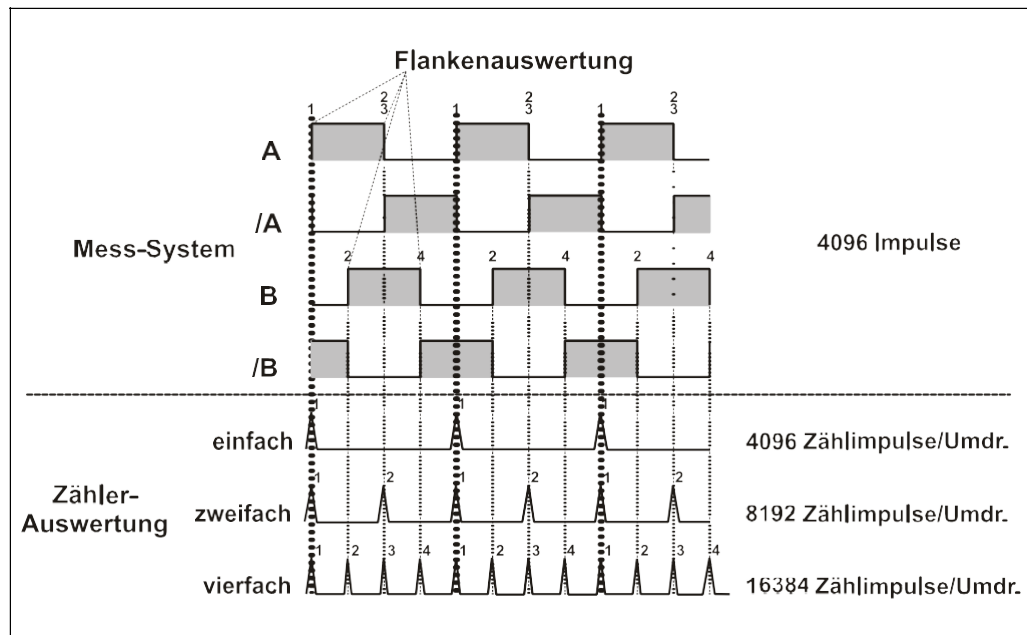 Flankenauswertung
1 2 3 1 2 3 1 2 3
A
/A
Mess-System
4096 Impulse
2 4 2 4 2 4
B
/B
1 1 1
einfach
4096 Zählimpulse/Umdr.
1 2 1 2 1 2
Zähler-
Auswertung
zweifach
8192 Zählimpulse/Umdr.
1 2 3 4 1 2 3 4 1 2 3 4
vierfach
16384 Zählimpulse/Umdr.